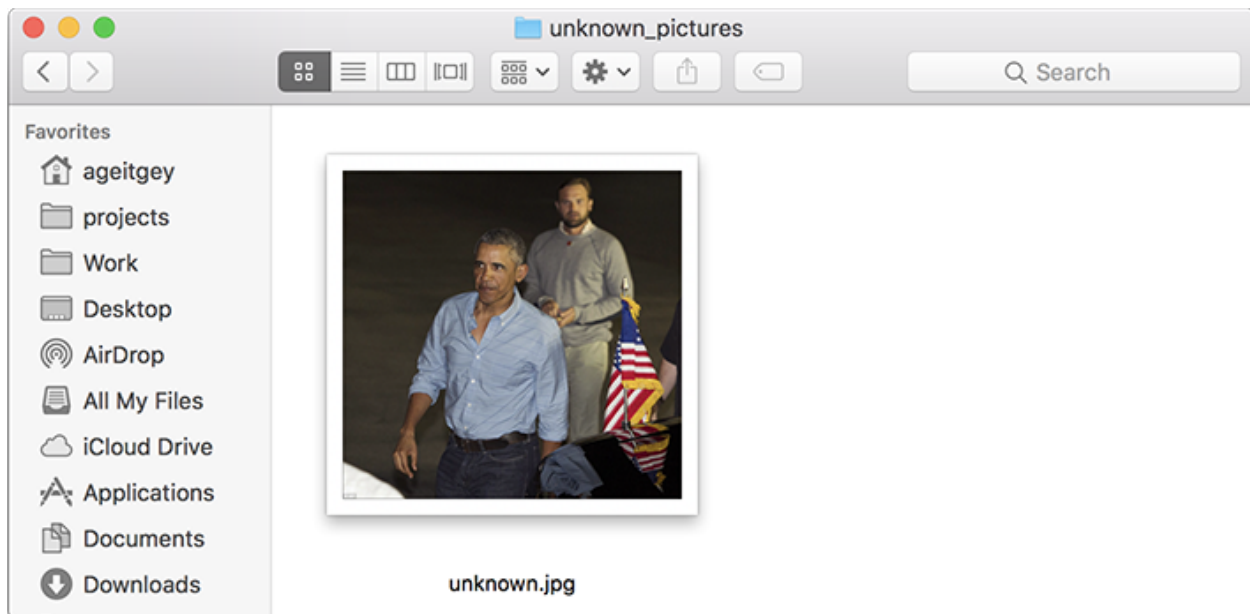 unknown_pictures
Search
Favorites
ageitgey
projects
Work
Desktop
AirDrop
All My Files
iCloud Drive
Applications
Documents
Downloads
unknown.jpg